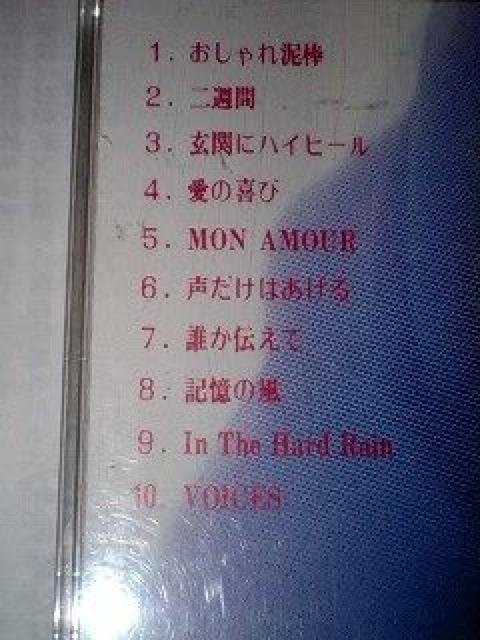 1. おしゃれ泥棒
2. 二週間
3. 玄関にハイヒール
4. 愛の喜び
5. MON AMOUR
6. 声だけはあげる
7. 誰か伝えて
8. 記憶の嵐
9. In The Hard Rain
10. VOICES